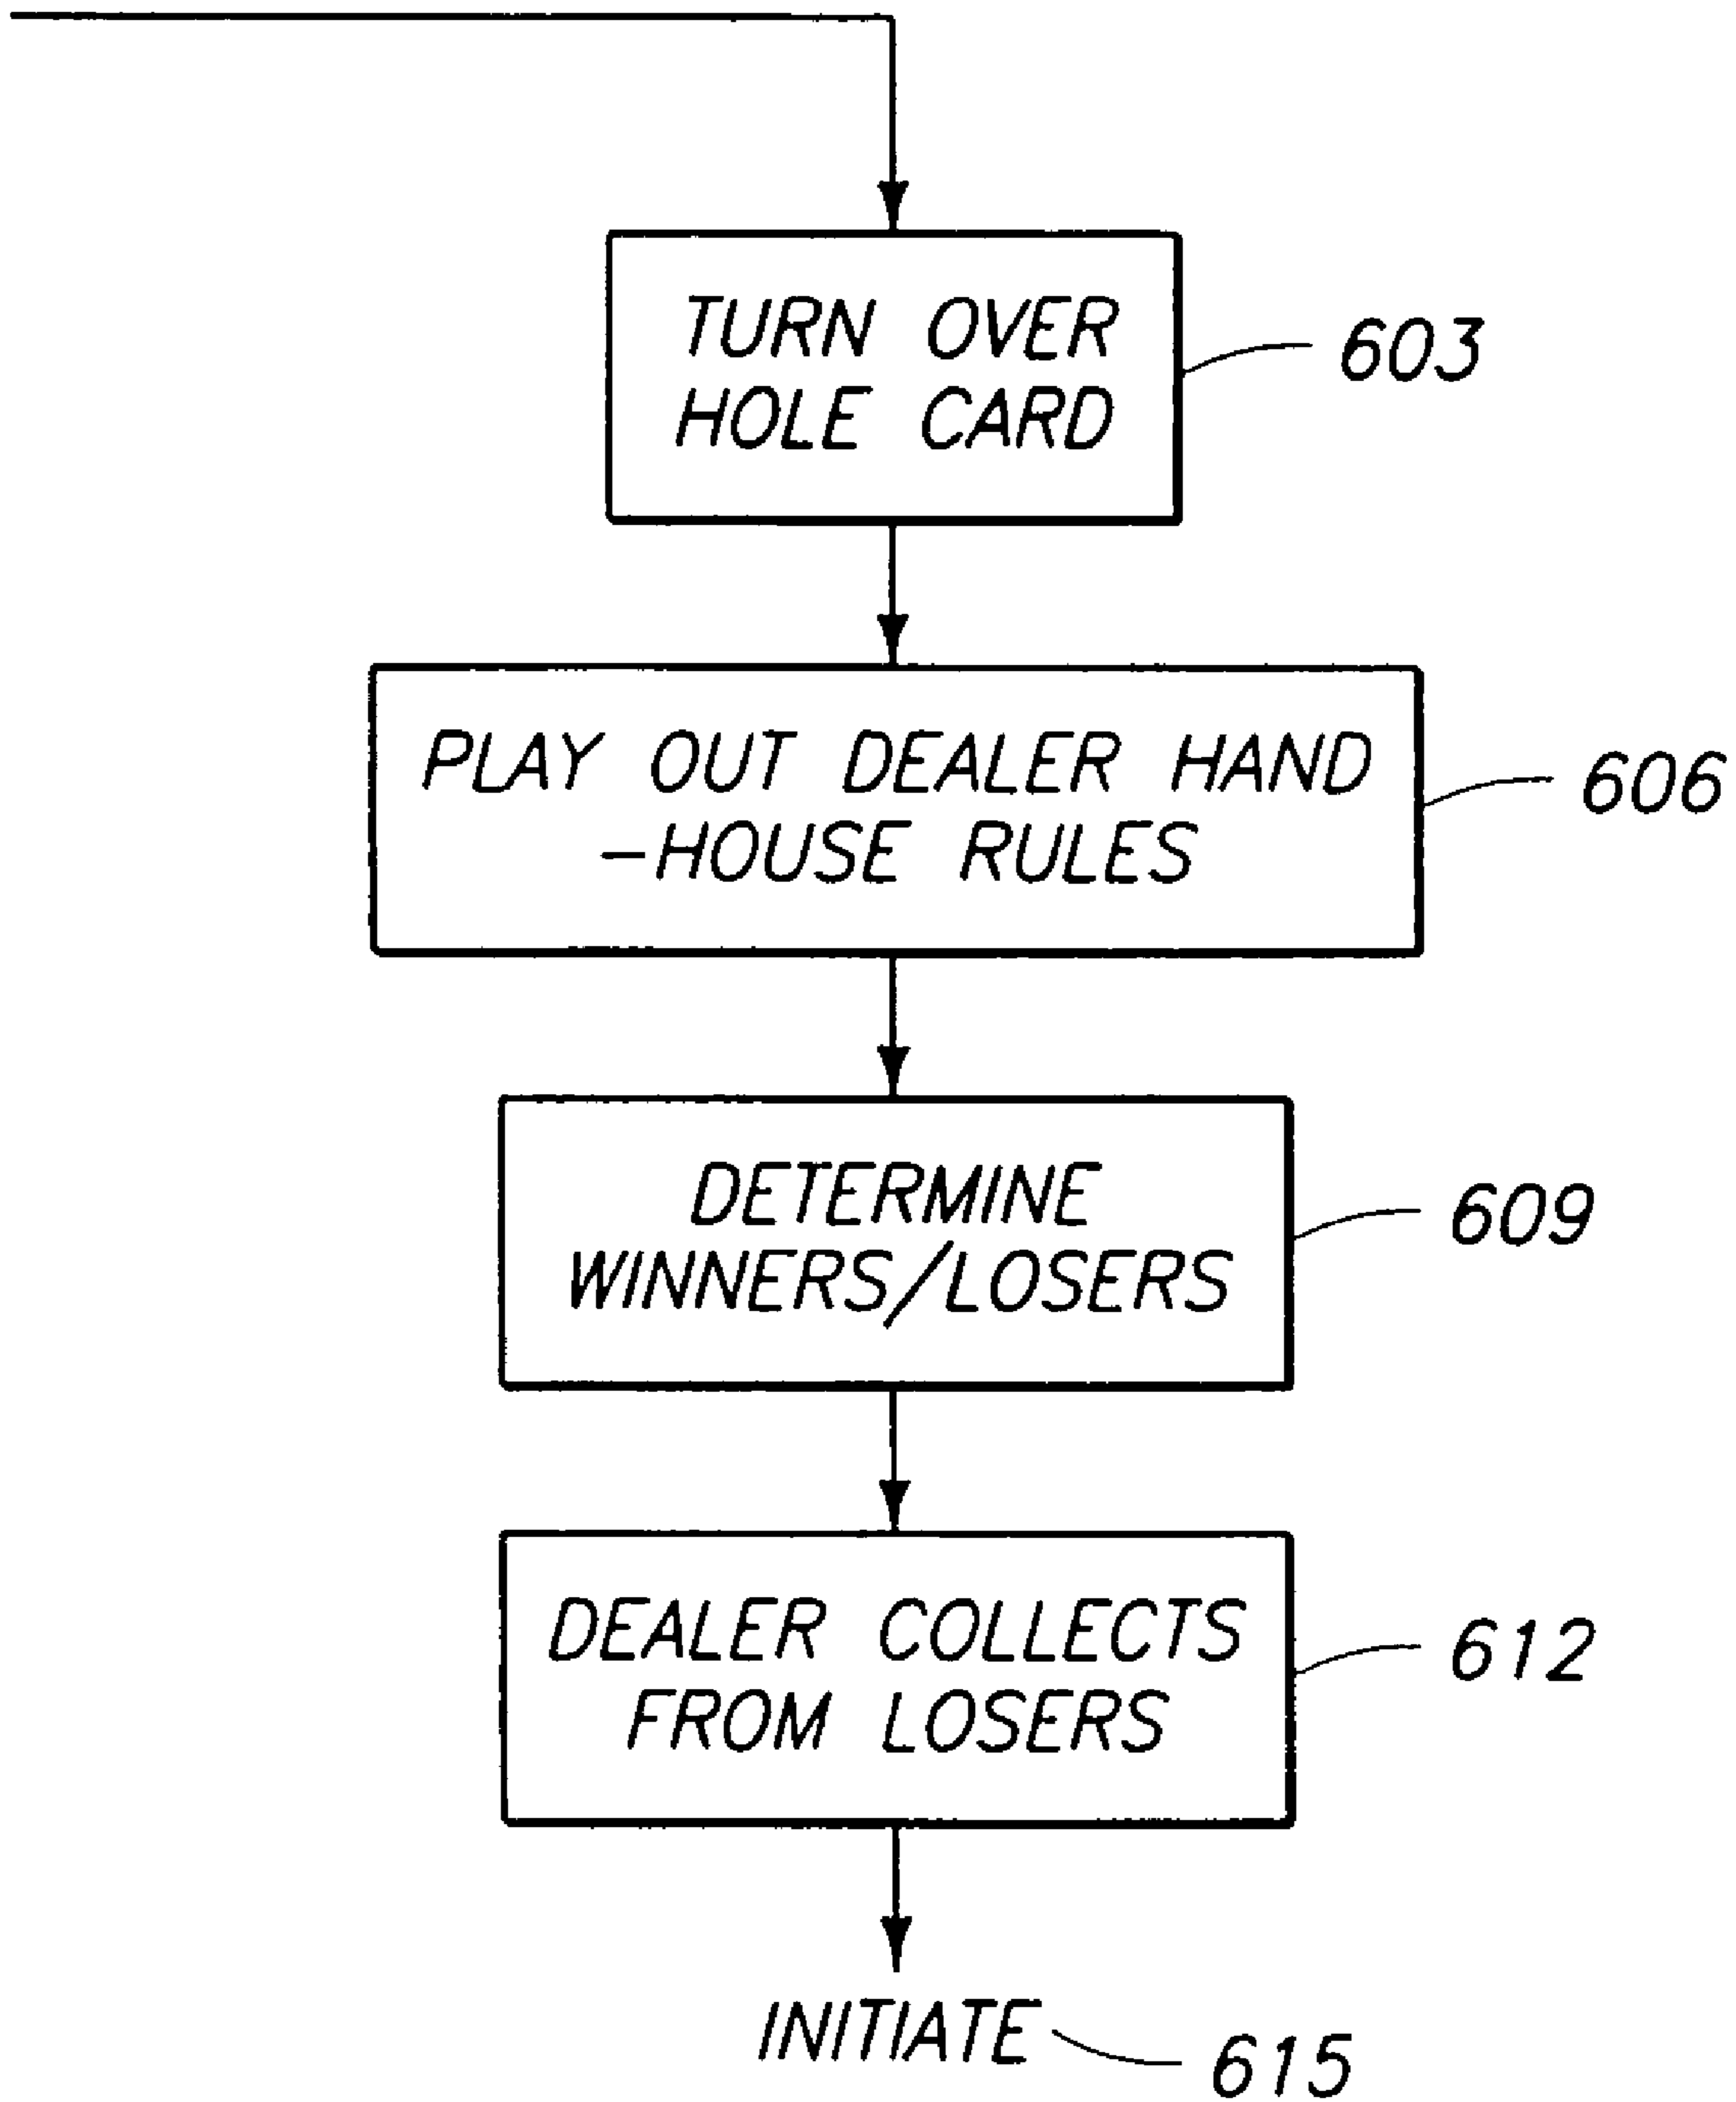 TURN OVER
HOLE CARD
603
PLAY OUT DEALER HAND
-HOUSE RULES
606
DETERMINE
WINNERS/LOSERS
609
DEALER COLLECTS
FROM LOSERS
612
INITIATE
615